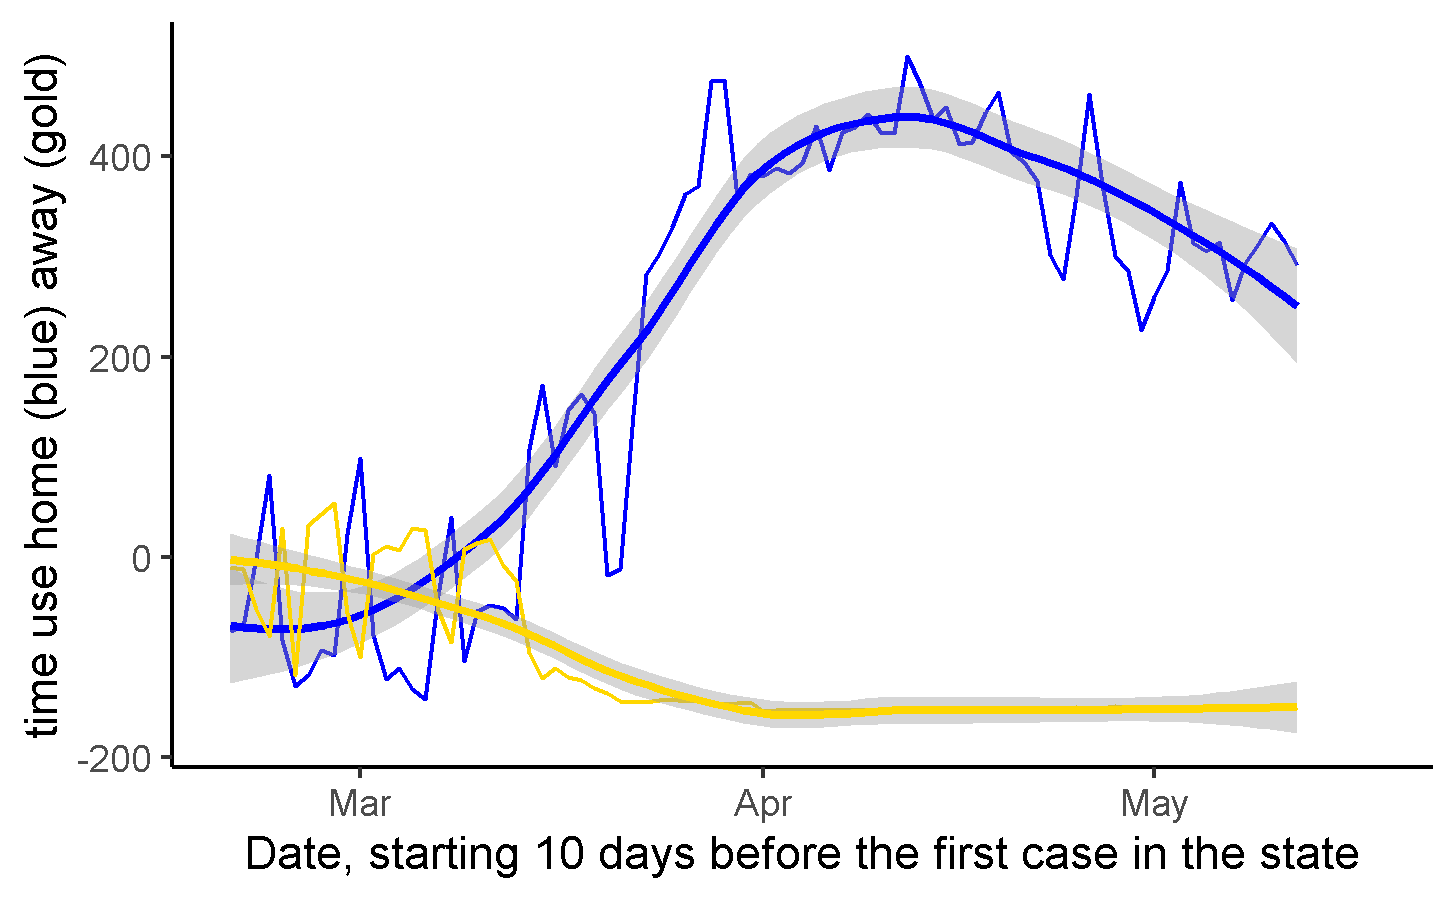 time use home (blue) away (gold)
400
200
0
-200
Mar
Apr
May
Date, starting 10 days before the first case in the state